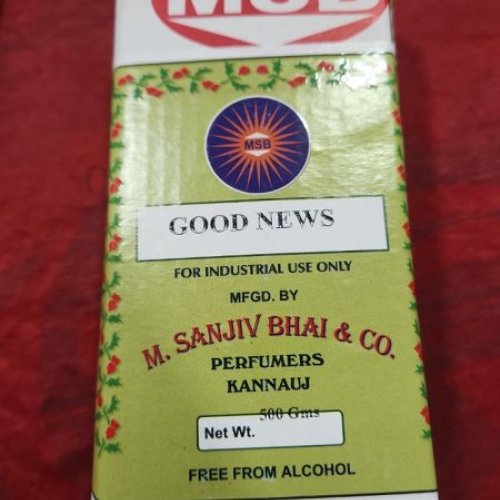 MSB
MSB
GOOD NEWS
FOR INDUSTRIAL USE ONLY
MFGD. BY
M. SANJIV BHAI & CO.
PERFUMERS
KANNAUJ
500 Gms
Net Wt.
FREE FROM ALCOHOL